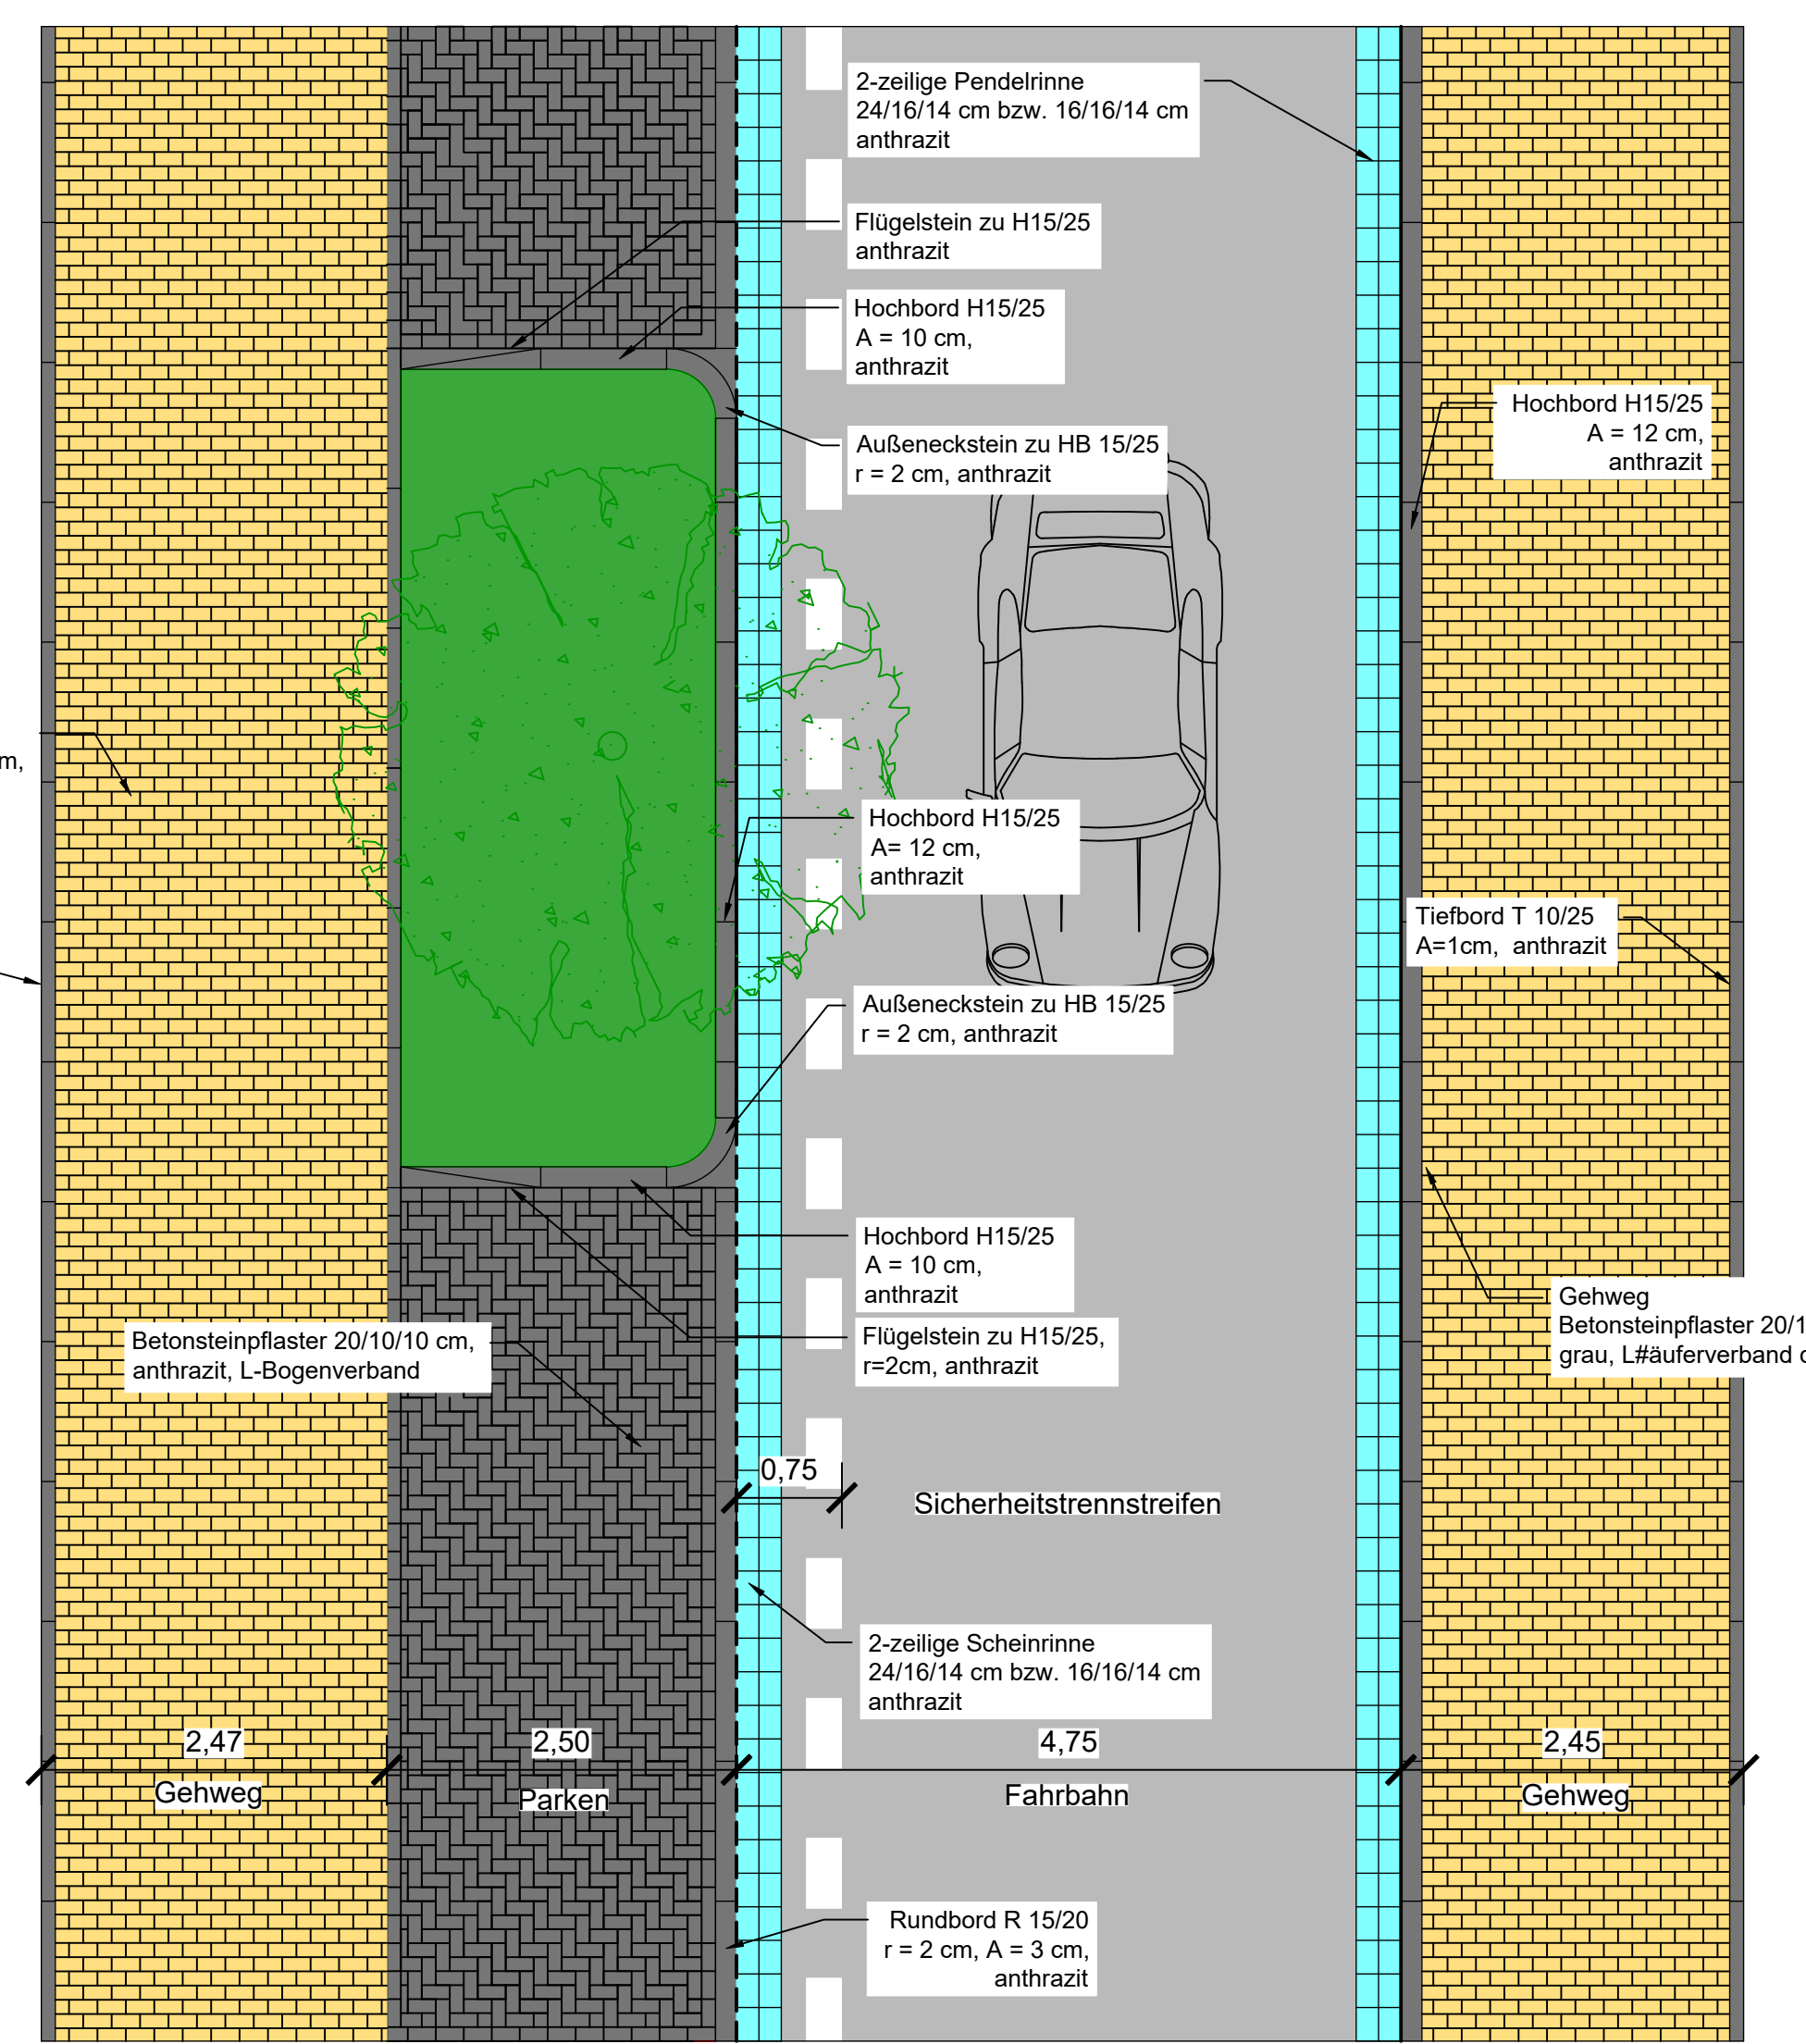 2-zeilige Pendelrinne
24/16/14 cm bzw. 16/16/14 cm
anthrazit
Flügelstein zu H15/25
anthrazit
Hochbord H15/25
A = 10 cm,
anthrazit
Hochbord H15/25
A = 12 cm,
anthrazit
Außeneckstein zu HB 15/25
r = 2 cm, anthrazit
m,
Hochbord H15/25
A= 12 cm,
anthrazit
Tiefbord T 10/25
A=1cm, anthrazit
Außeneckstein zu HB 15/25
r = 2 cm, anthrazit
Hochbord H15/25
A = 10 cm,
anthrazit
Gehweg
Betonsteinpflaster 20/1
grau, L#äuferverband
Betonsteinpflaster 20/10/10 cm,
anthrazit, L-Bogenverband
Flügelstein zu H15/25,
r=2cm, anthrazit
0,75
Sicherheitstrennstreifen
2-zeilige Scheinrinne
24/16/14 cm bzw. 16/16/14 cm
anthrazit
2,47
2,50
4,75
2,45
Gehweg
Parken
Fahrbahn
Gehweg
Rundbord R 15/20
r = 2 cm, A = 3 cm,
anthrazit